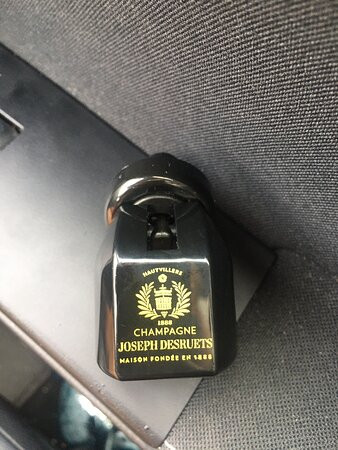 HAUTVILLERS
1888
CHAMPAGNE
JOSEPH DESRUETS
MAISON FONDÉE EN 1888